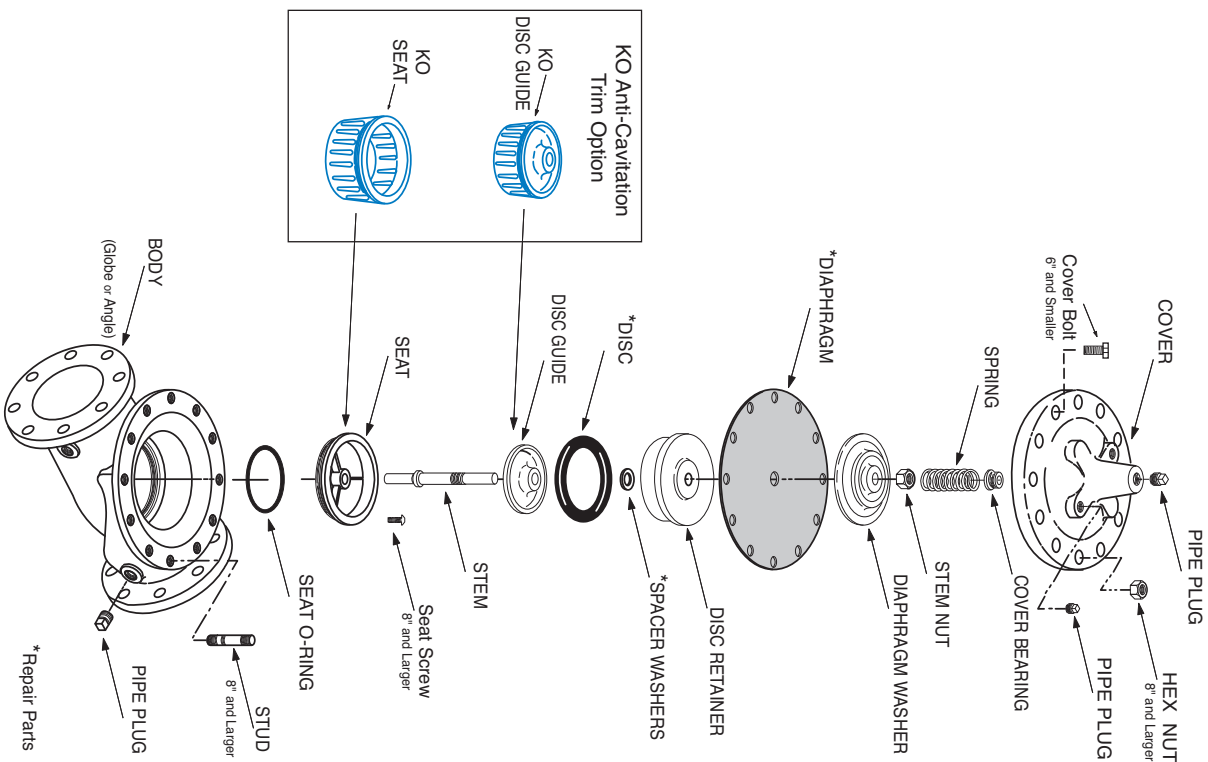 KO Anti-Cavitation
Trim Option
KO
DISC GUIDE
KO
SEAT
COVER
Cover Bolt
6" and Smaller
PIPE PLUG
HEX NUT
8" and Larger
PIPE PLUG
SPRING
COVER BEARING
STEM NUT
DIAPHRAGM WASHER
*DIAPHRAGM
DISC RETAINER
*SPACER WASHERS
*DISC
DISC GUIDE
STEM
SEAT
Seat Screw
8" and Larger
SEAT O-RING
BODY
(Globe or Angle)
STUD
8" and Larger
PIPE PLUG
*Repair Parts